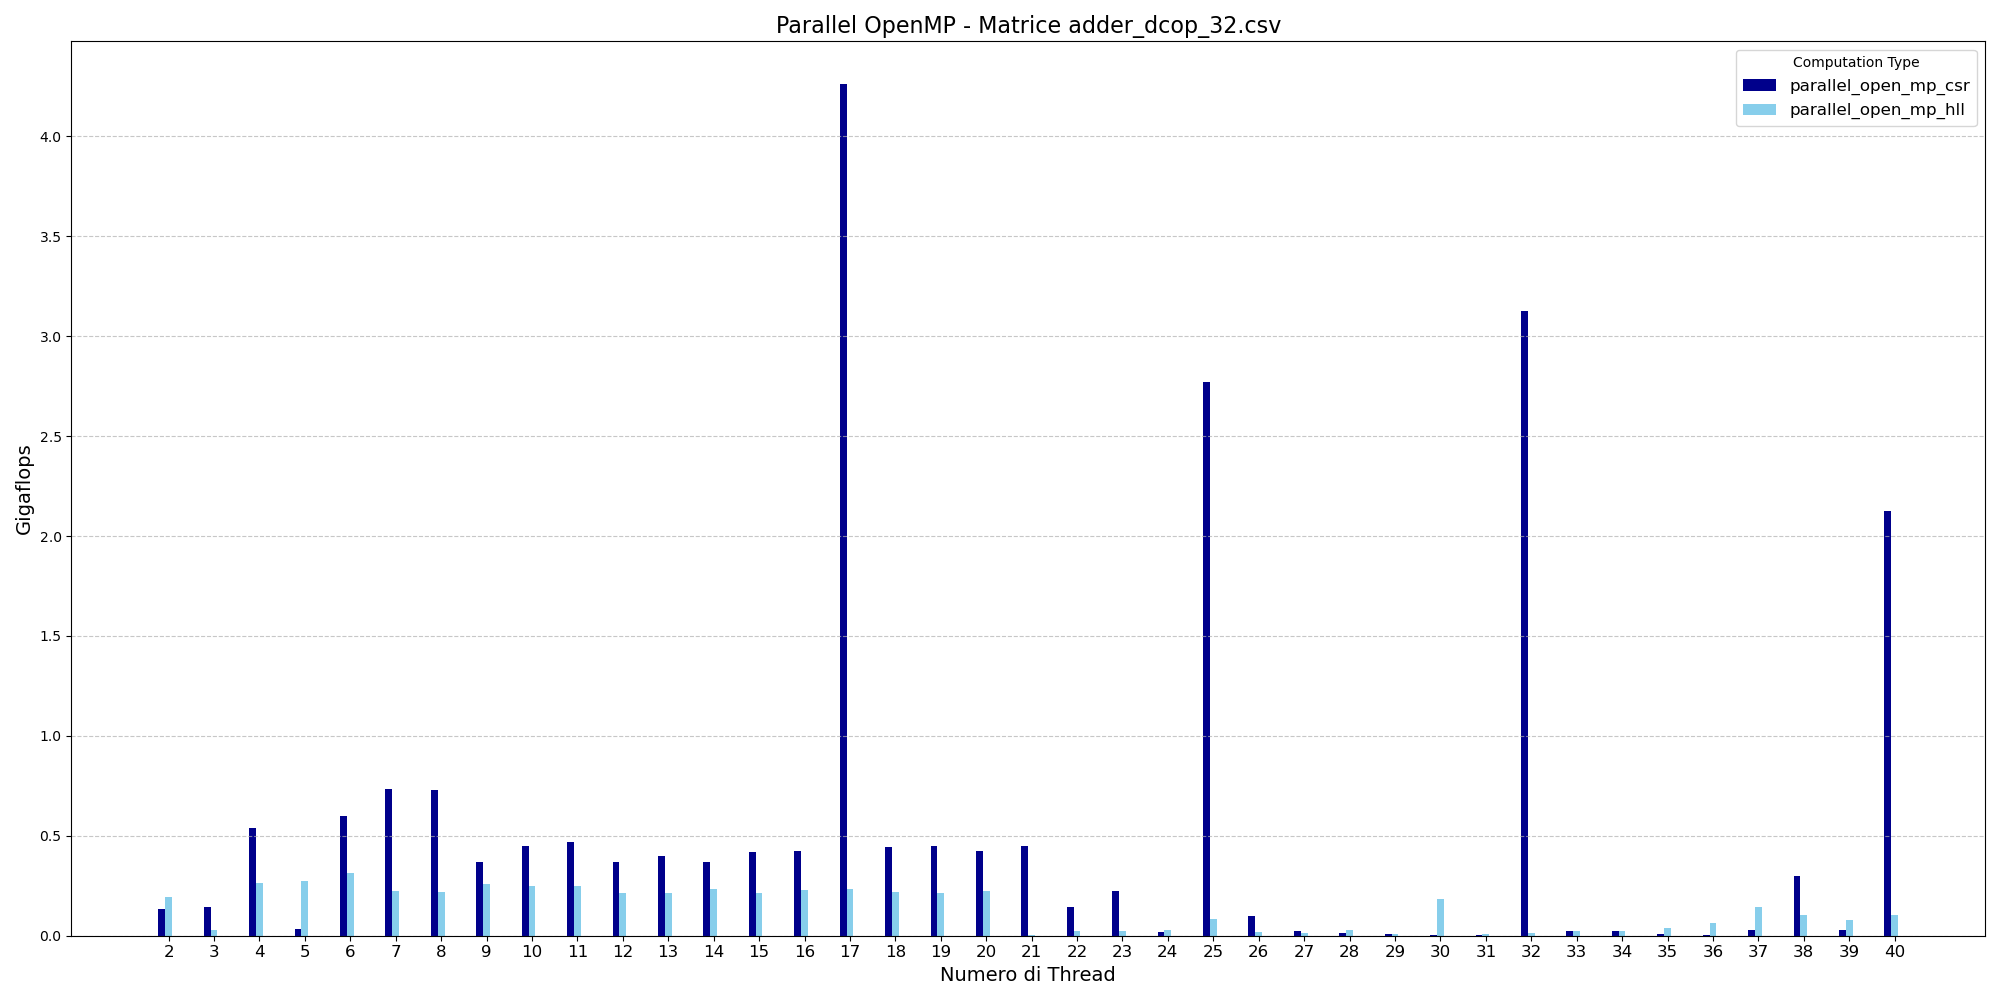 Parallel OpenMP - Matrice adder_dcop_32.csv
Computation Type
parallel_open_mp_csr
parallel_open_mp_hll
Gigaflops
4.0
3.5
3.0
2.5
2.0
1.5
1.0
0.5
0.0
2 3 4 5 6 7 8 9 10 11 12 13 14 15 16 17 18 19 20 21 22 23 24 25 26 27 28 29 30 31 32 33 34 35 36 37 38 39 40
Numero di Thread